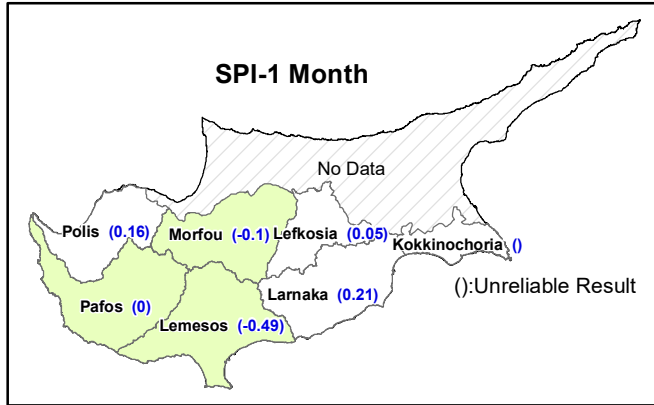 SPI-1 Month
No Data
Polis (0.16)
Morfou (-0.1)
Lefkosia (0.05)
Kokkinochoria ()
():Unreliable Result
Pafos (0)
Larnaka (0.21)
Lemesos (-0.49)